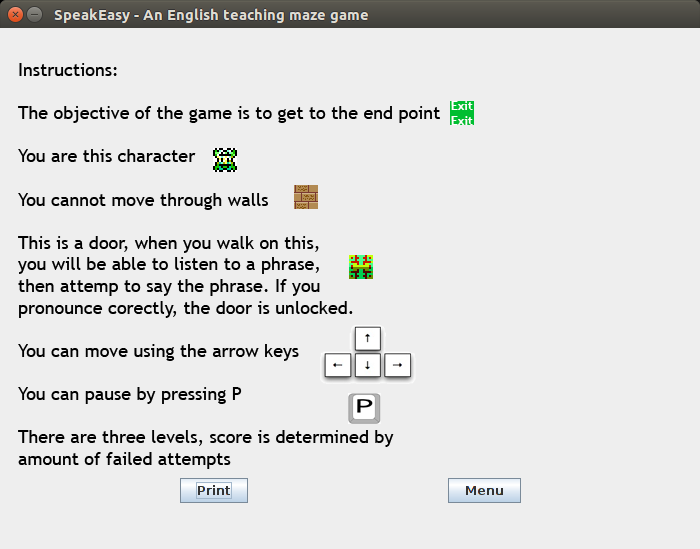 SpeakEasy - An English teaching maze game
Instructions:
The objective of the game is to get to the end point
Exit
Exit
You are this character
You cannot move through walls
This is a door, when you walk on this,
you will be able to listen to a phrase,
then attemp to say the phrase. If you
pronounce corectly, the door is unlocked.
You can move using the arrow keys
↑
← ↓ →
You can pause by pressing P
P
There are three levels, score is determined by
amount of failed attempts
Print
Menu